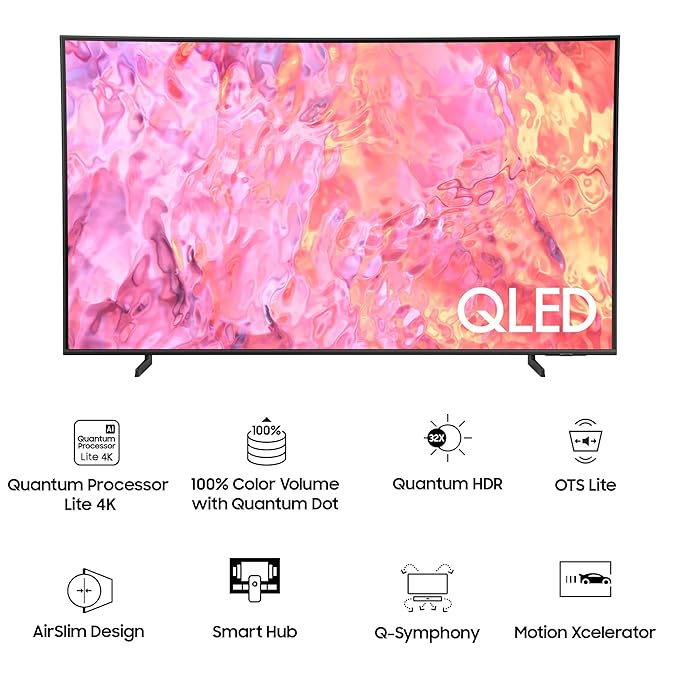 QLED
AI
Quantum
Processor
Lite 4K
100%
32X
Quantum Processor
Lite 4K
100% Color Volume
with Quantum Dot
Quantum HDR
OTS Lite
AirSlim Design
Smart Hub
Q-Symphony
Motion Xcelerator